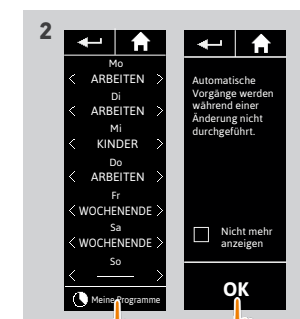 2
Mo
ARBEITEN
Di
ARBEITEN
Mi
KINDER
Do
ARBEITEN
Fr
WOCHENENDE
Sa
WOCHENENDE
So
Meine Programme
Automatische
Vorgänge werden
während einer
Änderung nicht
durchgeführt.
Nicht mehr
anzeigen
OK